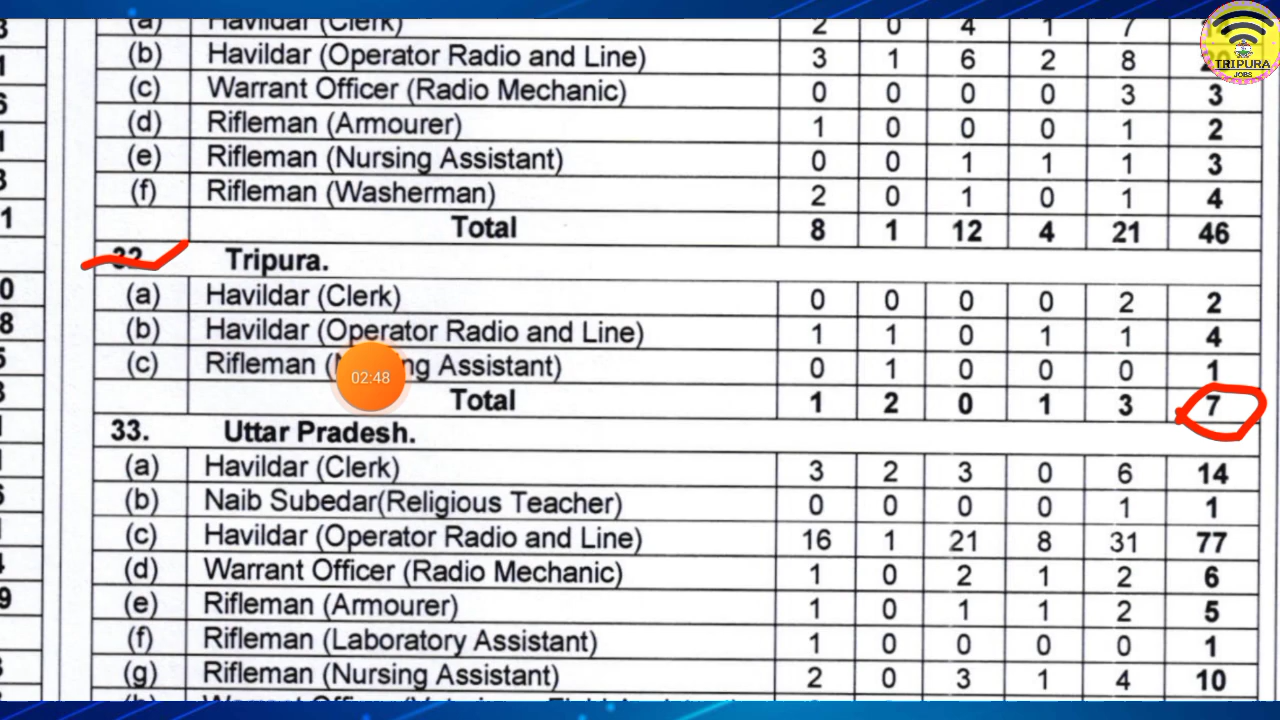 (a) Havildar (Clerk) 2 0 4 1 7
(b) Havildar (Operator Radio and Line) 3 1 6 2 8 20
(c) Warrant Officer (Radio Mechanic) 0 0 0 0 3 3
(d) Rifleman (Armourer) 1 0 0 0 1 2
(e) Rifleman (Nursing Assistant) 0 0 1 1 1 3
(f) Rifleman (Washerman) 2 0 1 0 1 4
Total 8 1 12 4 21 46
32. Tripura.
(a) Havildar (Clerk) 0 0 0 0 2 2
(b) Havildar (Operator Radio and Line) 1 1 0 1 1 4
(c) Rifleman (Nursing Assistant) 0 1 0 0 0 1
Total 1 2 0 1 3 7
33. Uttar Pradesh.
(a) Havildar (Clerk) 3 2 3 0 6 14
(b) Naib Subedar(Religious Teacher) 0 0 0 0 1 1
(c) Havildar (Operator Radio and Line) 16 1 21 8 31 77
(d) Warrant Officer (Radio Mechanic) 1 0 2 1 2 6
(e) Rifleman (Armourer) 1 0 1 1 2 5
(f) Rifleman (Laboratory Assistant) 1 0 0 0 0 1
(g) Rifleman (Nursing Assistant) 2 0 3 1 4 10
TRIPURA
JOBS
02:48